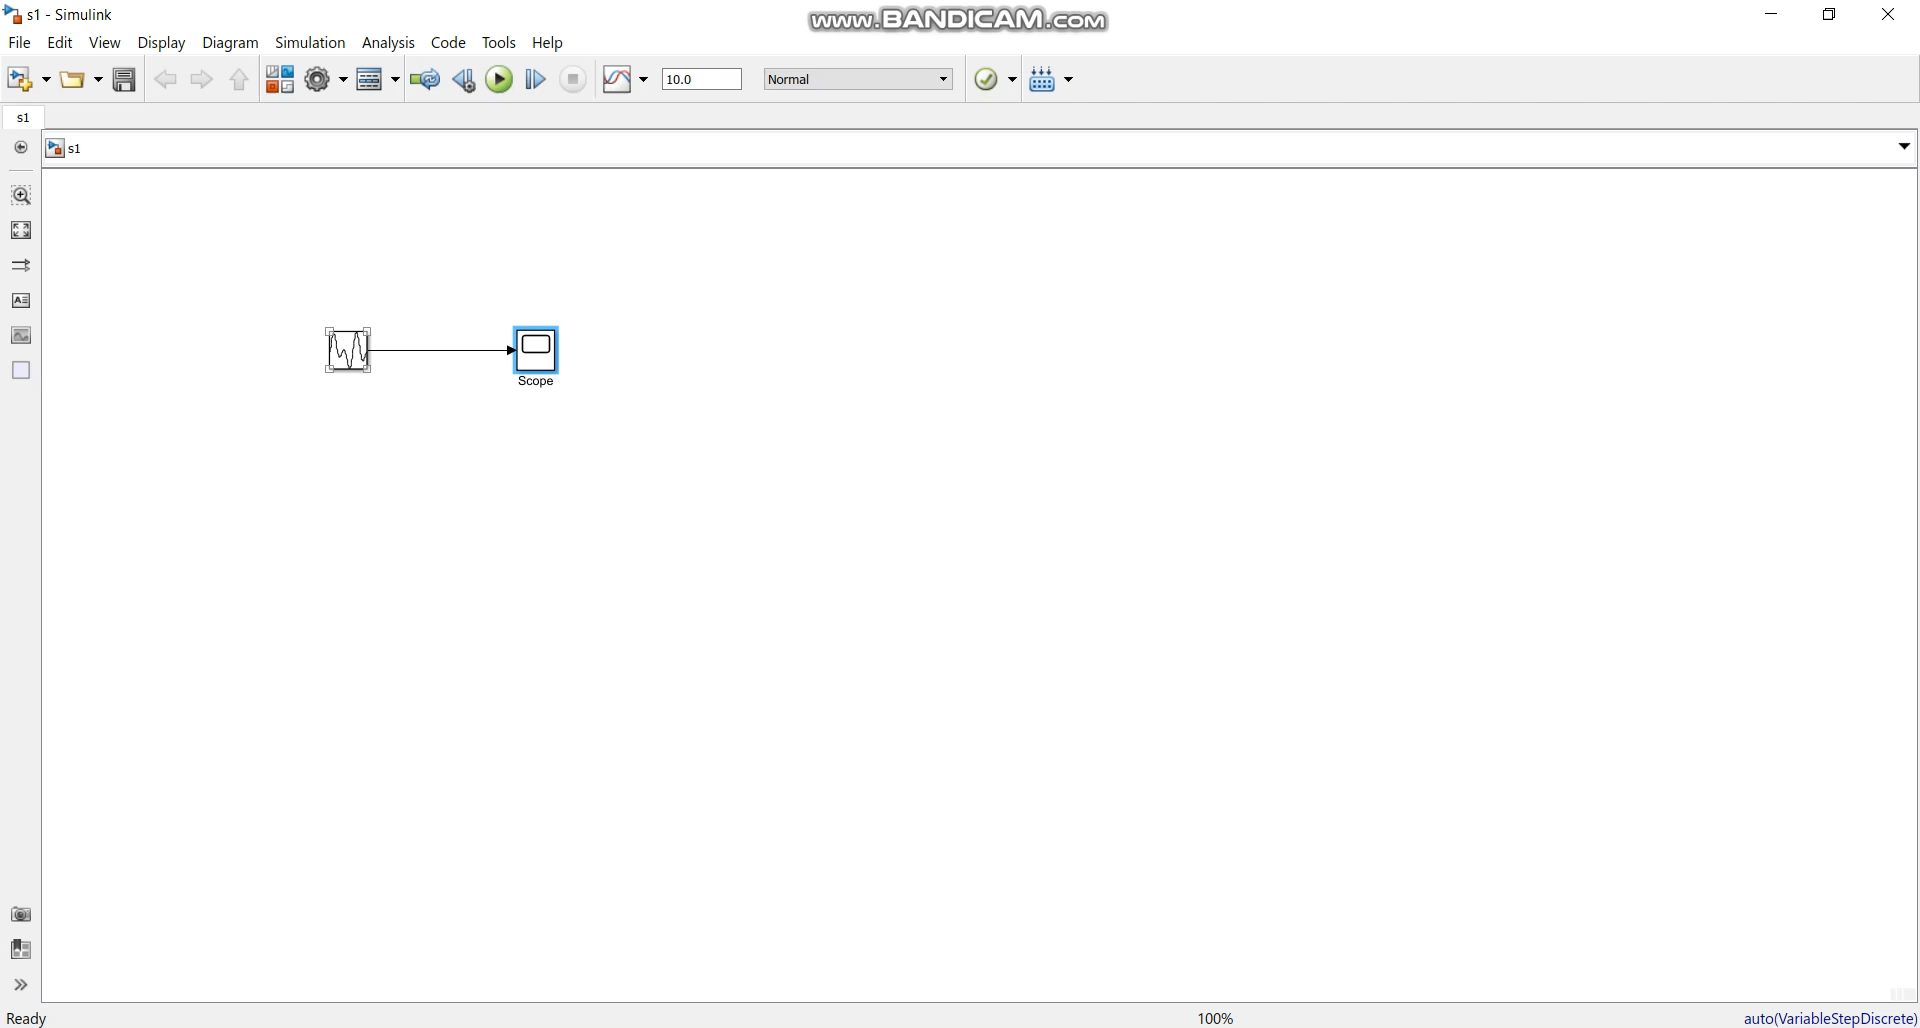 s1 - Simulink
www.BANDICAM.com
File Edit View Display Diagram Simulation Analysis Code Tools Help
10.0 Normal
s1
s1
Scope
Ready 100% auto(VariableStepDiscrete)